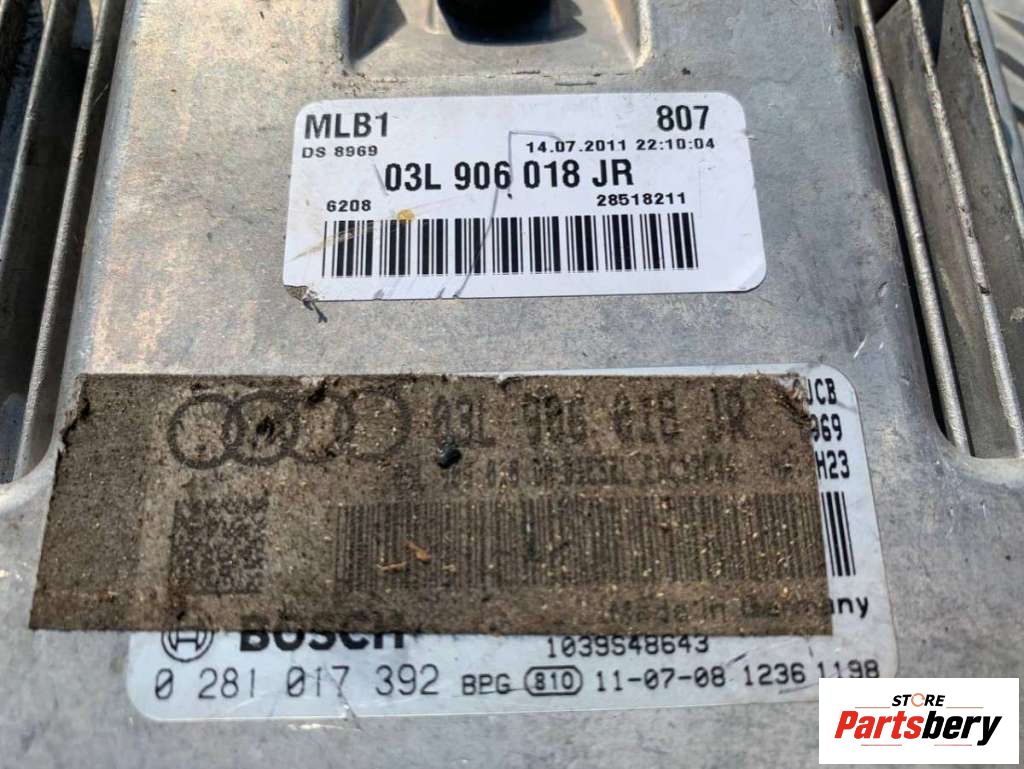 MLB1 807
DS 8969 14.07.2011 22:10:04
03L 906 018 JR
6208 28518211
03L 906 018 JR JCB
969
H23
Made in Germany
BOSCH 1039S48643
0 281 017 392 BPG 810 11-07-08 1236 1198
STORE
Partsbery